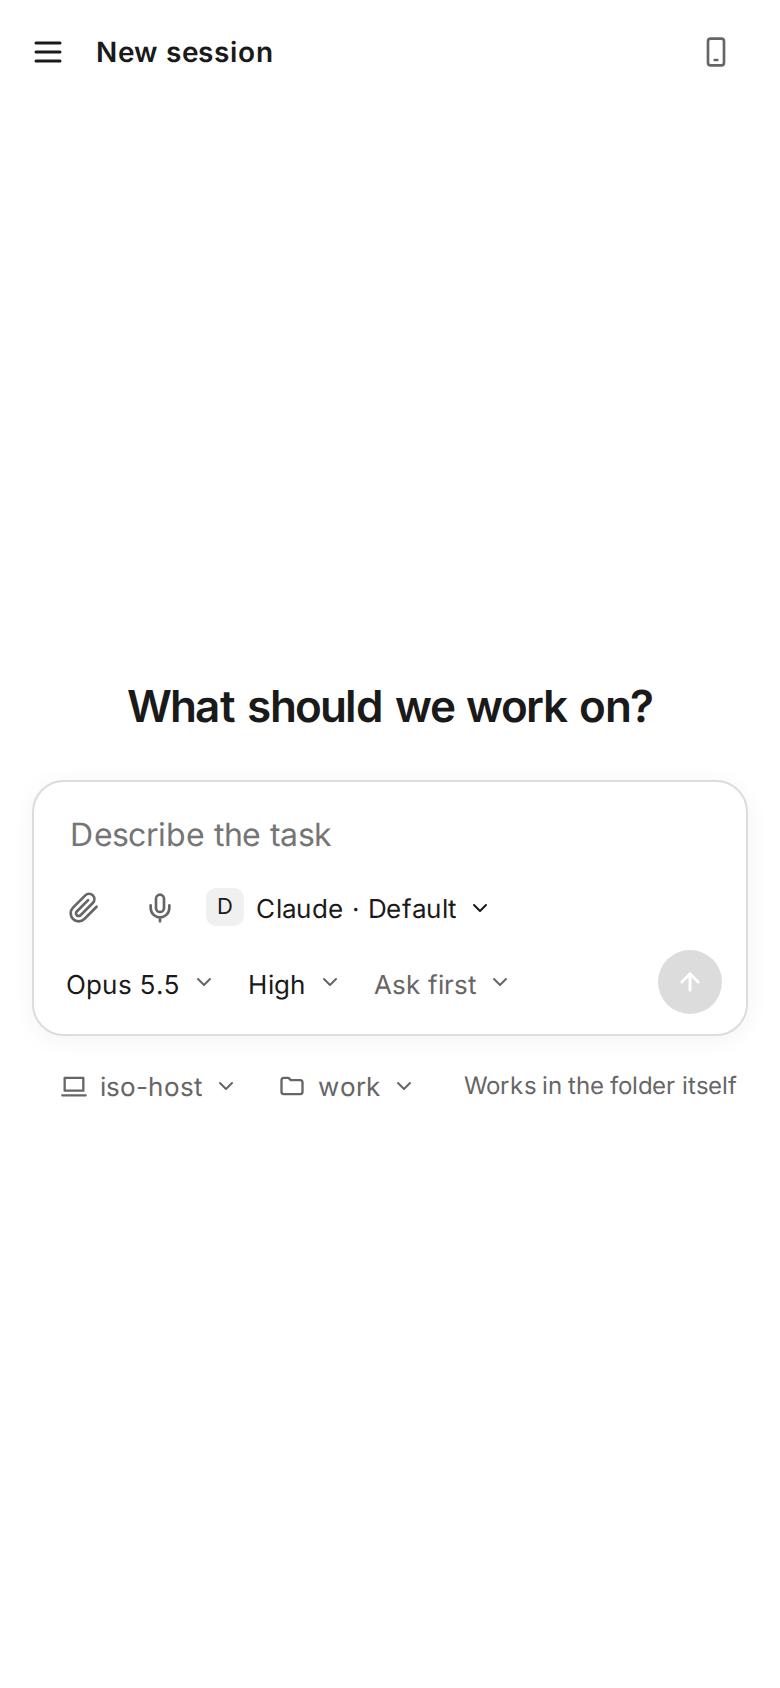 New session
What should we work on?
Describe the task
D Claude · Default
Opus 5.5 High Ask first
iso-host work Works in the folder itself